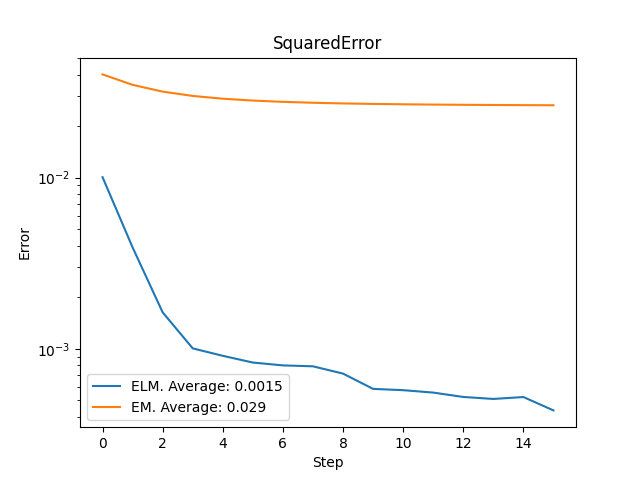 SquaredError
Error
10⁻²
10⁻³
ELM. Average: 0.0015
EM. Average: 0.029
0 2 4 6 8 10 12 14
Step